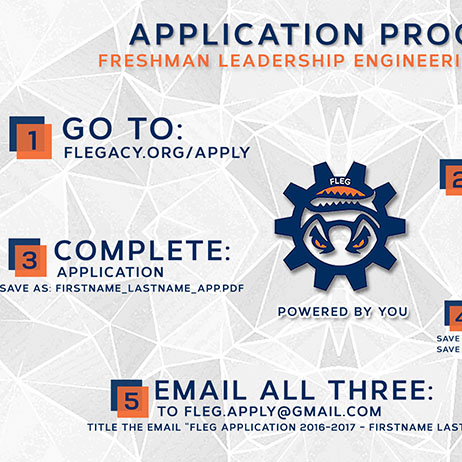 APPLICATION PROC
FRESHMAN LEADERSHIP ENGINEERI
1 GO TO:
FLEGACY.ORG/APPLY
2
FLEG
POWERED BY YOU
3 COMPLETE:
APPLICATION
SAVE AS: FIRSTNAME_LASTNAME_APP.PDF
4
SAVE
SAVE
5 EMAIL ALL THREE:
TO FLEG.APPLY@GMAIL.COM
TITLE THE EMAIL "FLEG APPLICATION 2016-2017 - FIRSTNAME LAST